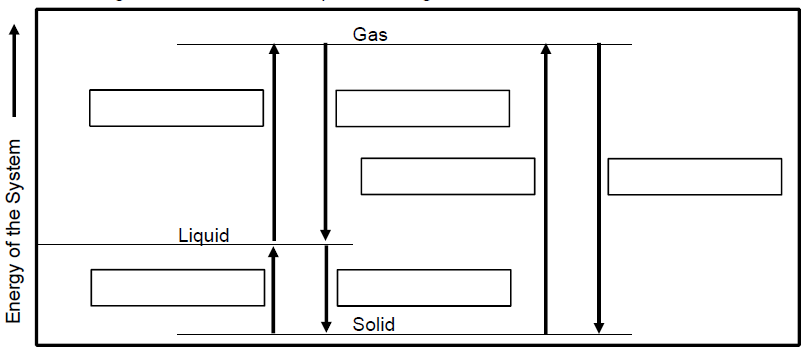 Gas
Energy of the System
Liquid
Solid